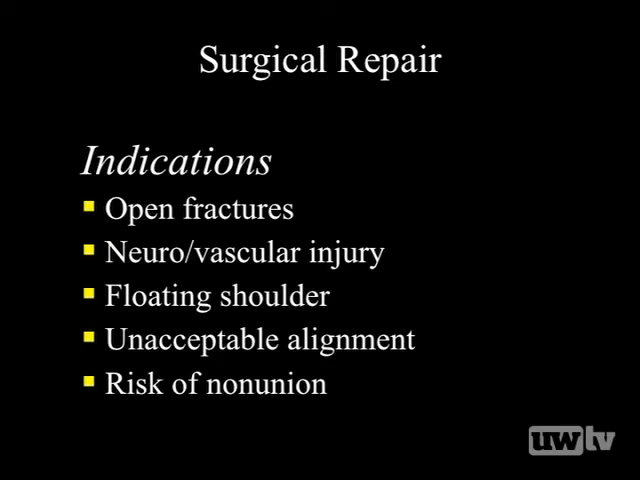 Surgical Repair
Indications
Open fractures
Neuro/vascular injury
Floating shoulder
Unacceptable alignment
Risk of nonunion
uwtv